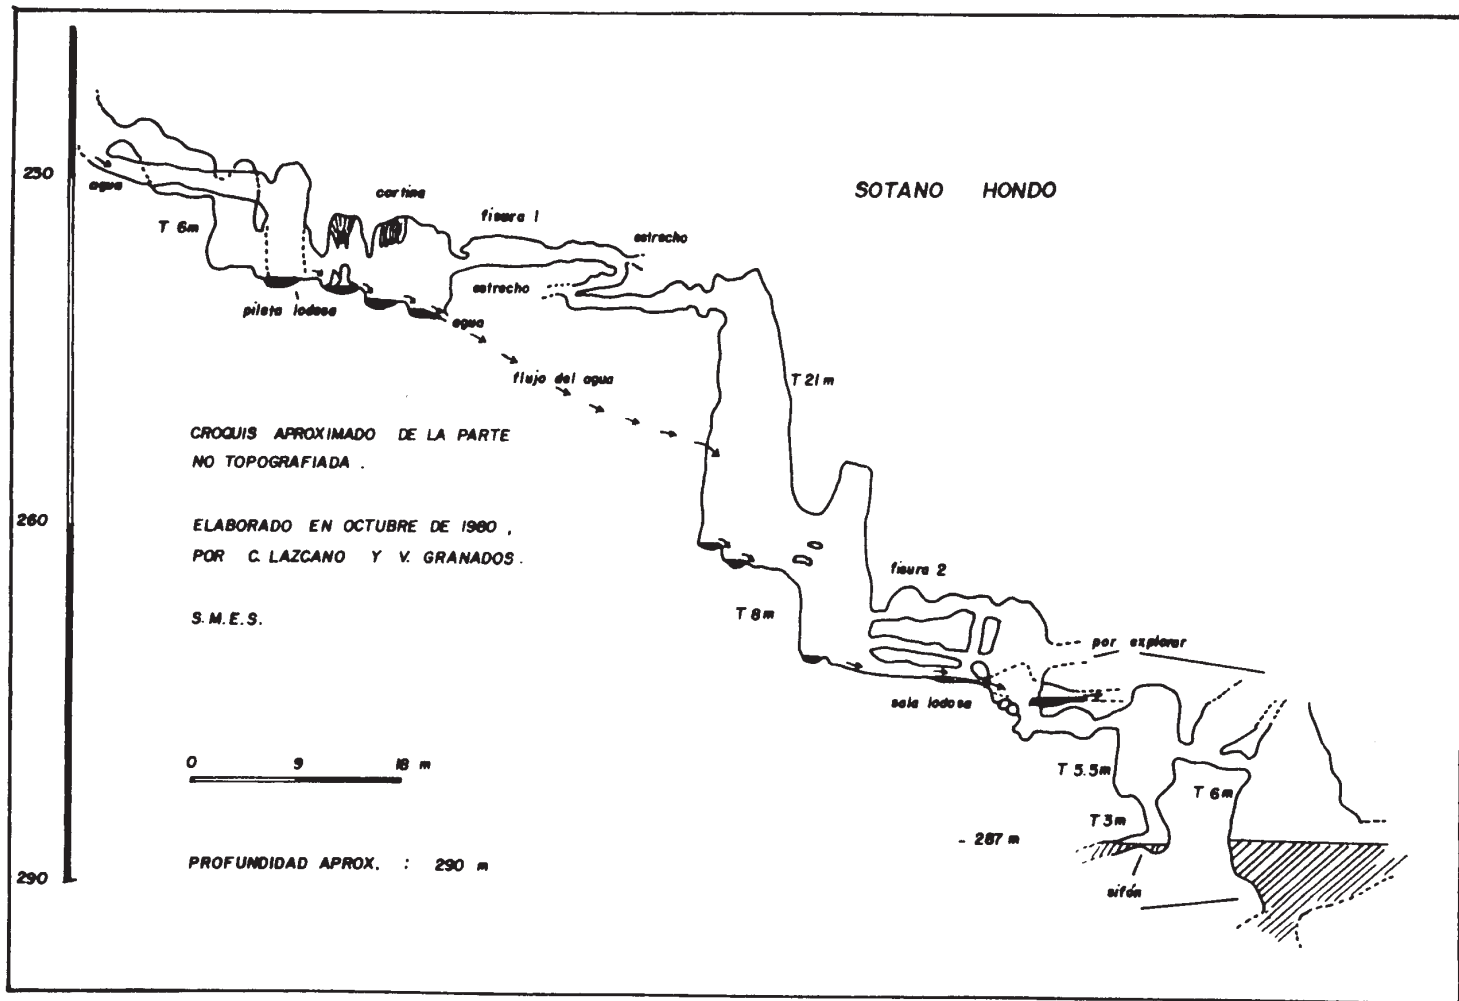 SOTANO HONDO
230
agua
T 6m
cortina
fisura 1
estrecho
estrecho
pileta lodosa
agua
flujo del agua
T 21 m
CROQUIS APROXIMADO DE LA PARTE
NO TOPOGRAFIADA .
260
ELABORADO EN OCTUBRE DE 1980 ,
POR C. LAZCANO Y V. GRANADOS .
S. M. E. S.
fisura 2
T 8 m
por explorar
sala lodosa
0 9 18 m
T 5.5m
T 6m
T 3m
- 287 m
PROFUNDIDAD APROX. : 290 m
290
sifón